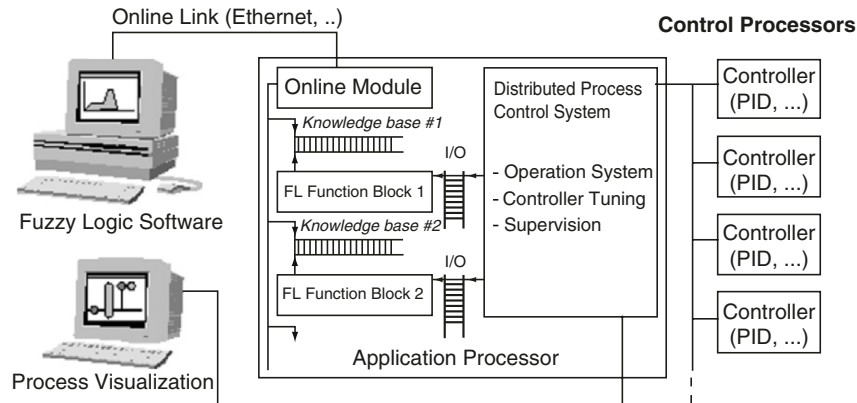 Online Link (Ethernet, ..)
Control Processors
Online Module
Knowledge base #1
FL Function Block 1
Knowledge base #2
FL Function Block 2
I/O
I/O
Distributed Process
Control System
- Operation System
- Controller Tuning
- Supervision
Application Processor
Controller
(PID, ...)
Controller
(PID, ...)
Controller
(PID, ...)
Controller
(PID, ...)
Fuzzy Logic Software
Process Visualization